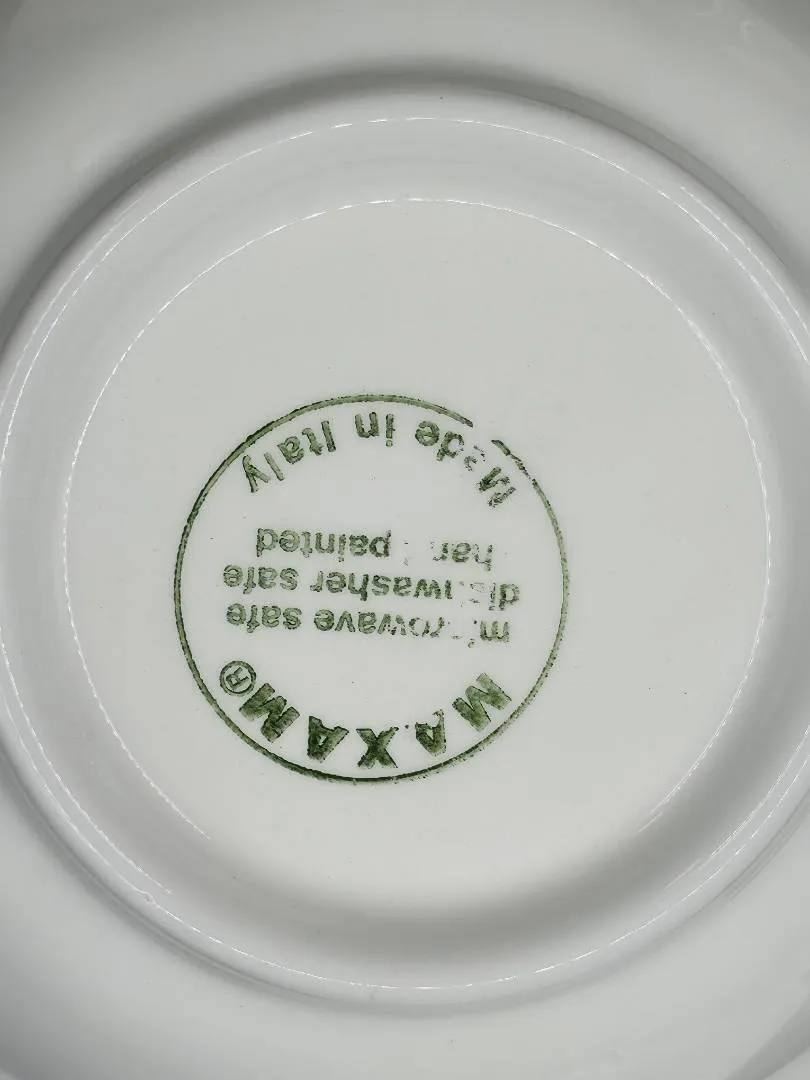 MAXAM®
microwave safe
dishwasher safe
hand painted
Made in Italy